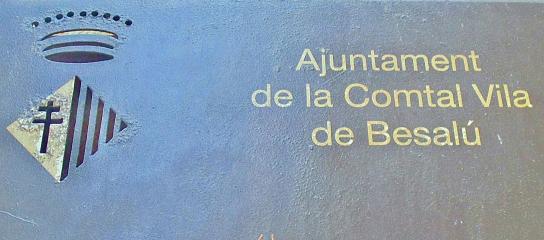 Ajuntament
de la Comtal Vila
de Besalú